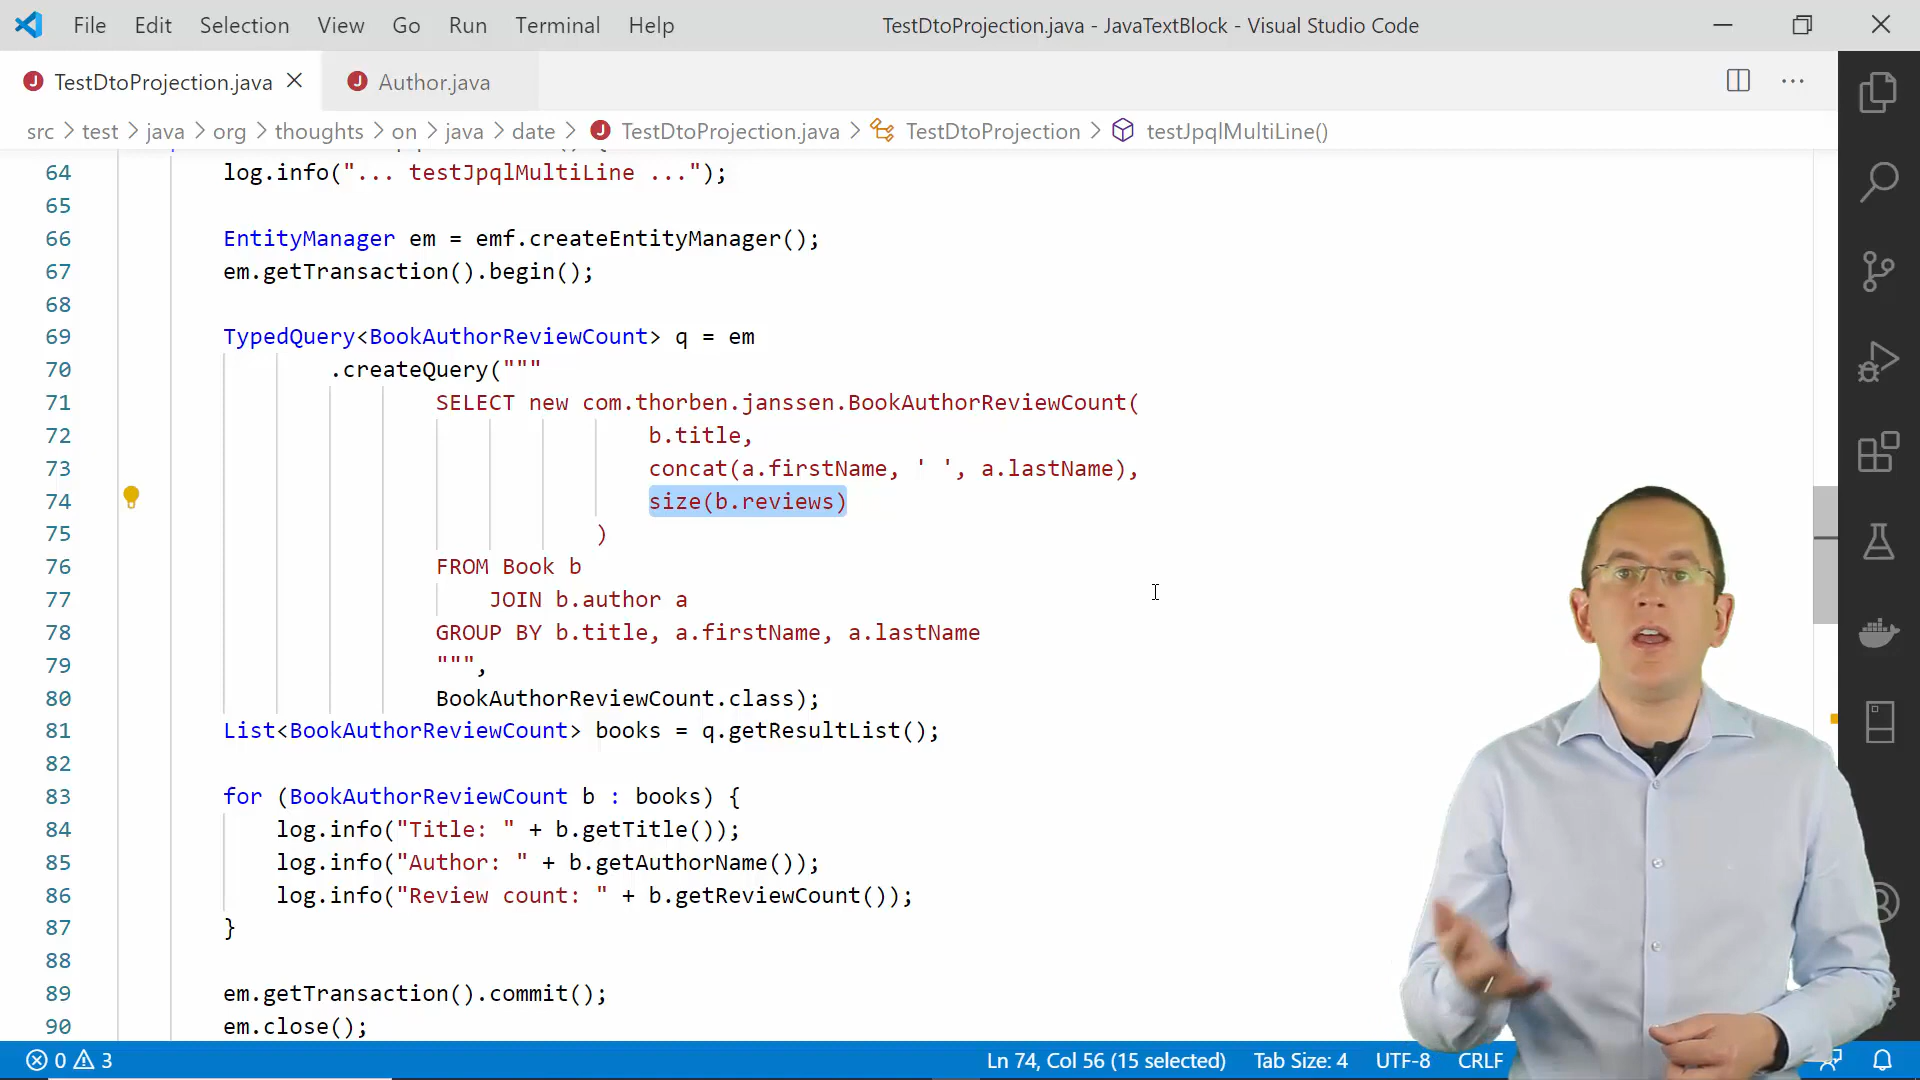 File Edit Selection View Go Run Terminal Help TestDtoProjection.java - JavaTextBlock - Visual Studio Code
TestDtoProjection.java Author.java
src > test > java > org > thoughts > on > java > date > TestDtoProjection.java > TestDtoProjection > testJpqlMultiLine()
64 log.info("... testJpqlMultiLine ...");
65
66 EntityManager em = emf.createEntityManager();
67 em.getTransaction().begin();
68
69 TypedQuery<BookAuthorReviewCount> q = em
70 .createQuery("""
71 SELECT new com.thorben.janssen.BookAuthorReviewCount(
72 b.title,
73 concat(a.firstName, ' ', a.lastName),
74 size(b.reviews)
75 )
76 FROM Book b
77 JOIN b.author a
78 GROUP BY b.title, a.firstName, a.lastName
79 """,
80 BookAuthorReviewCount.class);
81 List<BookAuthorReviewCount> books = q.getResultList();
82
83 for (BookAuthorReviewCount b : books) {
84 log.info("Title: " + b.getTitle());
85 log.info("Author: " + b.getAuthorName());
86 log.info("Review count: " + b.getReviewCount());
87 }
88
89 em.getTransaction().commit();
90 em.close();
0 3 Ln 74, Col 56 (15 selected) Tab Size: 4 UTF-8 CRLF